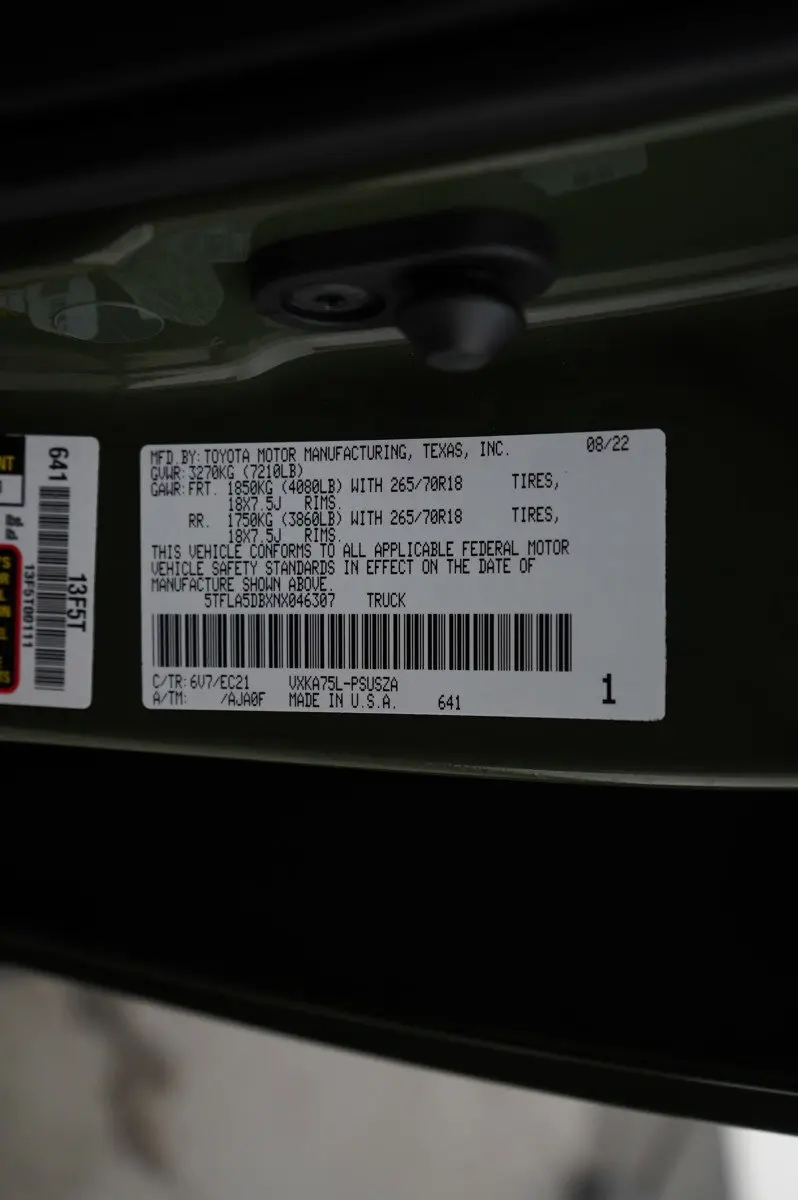 MFD.BY:TOYOTA MOTOR MANUFACTURING, TEXAS, INC. 08/22
GVWR:3270KG (7210LB)
GAWR:FRT. 1850KG (4080LB) WITH 265/70R18 TIRES,
18X7.5J RIMS.
RR. 1750KG (3860LB) WITH 265/70R18 TIRES,
18X7.5J RIMS.
THIS VEHICLE CONFORMS TO ALL APPLICABLE FEDERAL MOTOR
VEHICLE SAFETY STANDARDS IN EFFECT ON THE DATE OF
MANUFACTURE SHOWN ABOVE.
5TFLA5DBXNX046307 TRUCK
C/TR:6V7/EC21 VXKA75L-PSUSZA
A/TM: /AJA0F MADE IN U.S.A. 641
1
641
13F5T
13F5T00111